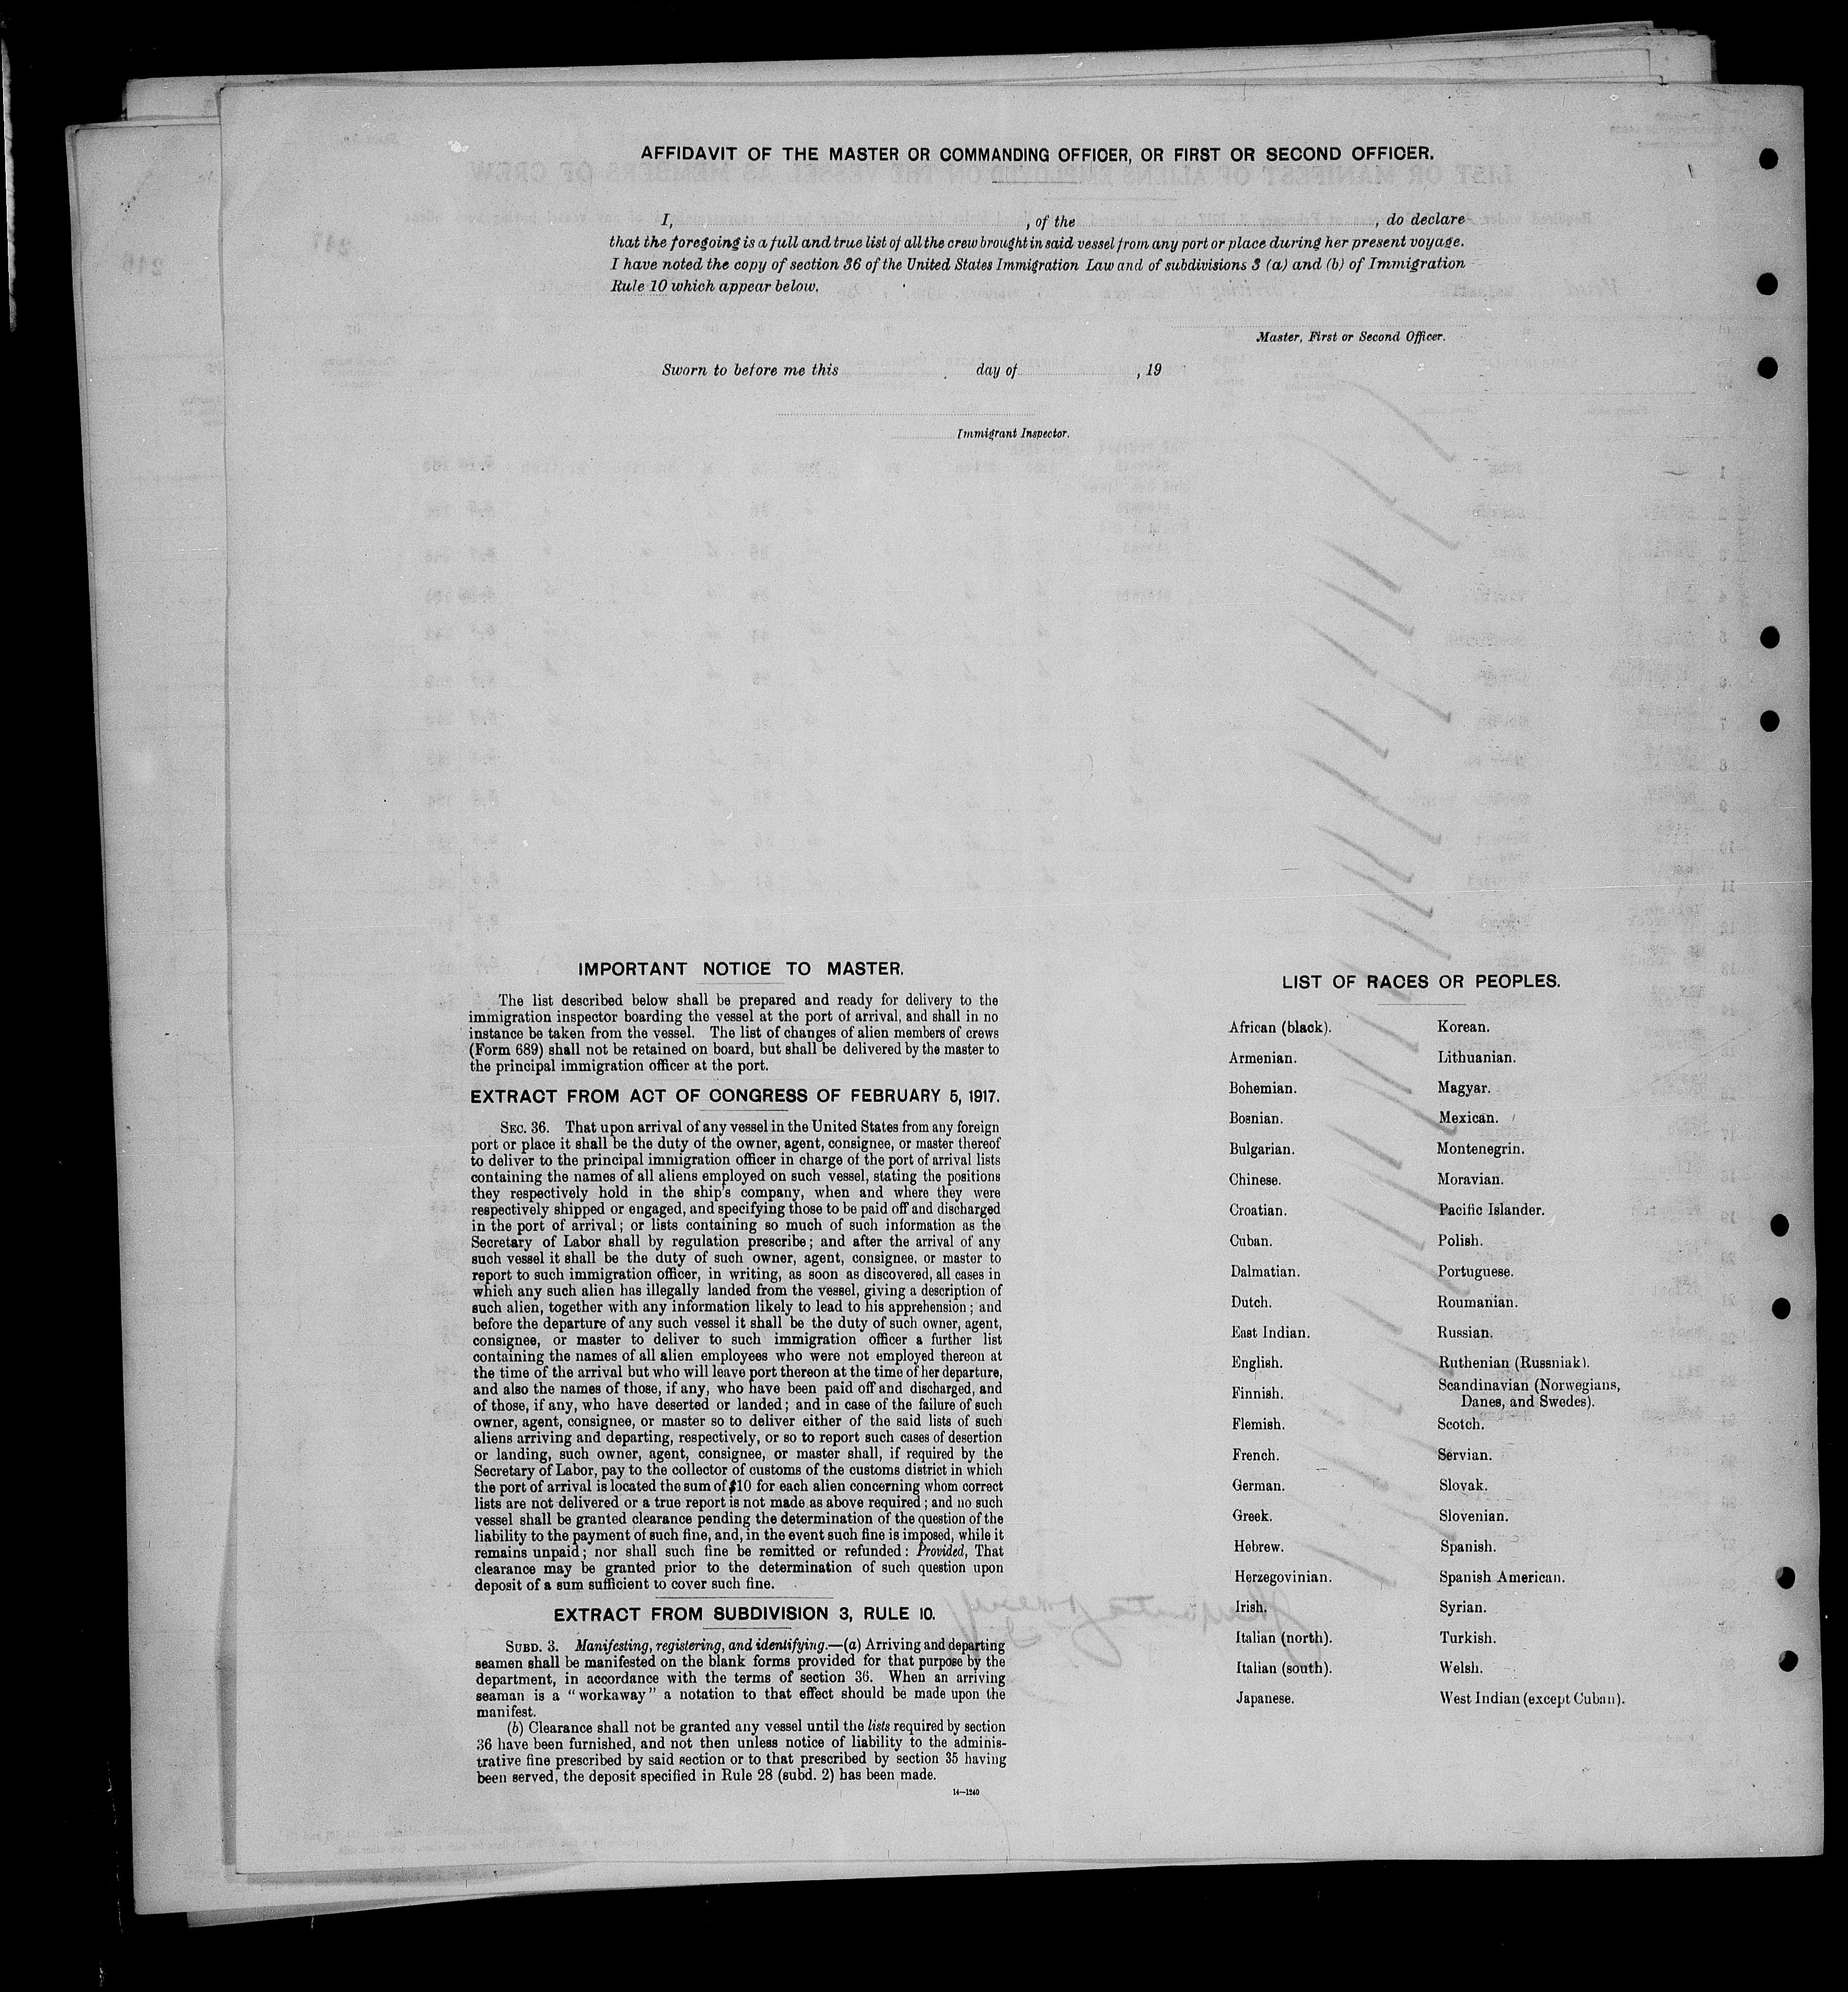 AFFIDAVIT OF THE MASTER OR COMMANDING OFFICER, OR FIRST OR SECOND OFFICER.
I, , of the , do declare
that the foregoing is a full and true list of all the crew brought in said vessel from any port or place during her present voyage.
I have noted the copy of section 36 of the United States Immigration Law and of subdivisions 3 (a) and (b) of Immigration
Rule 10 which appear below.
Master, First or Second Officer.
Sworn to before me this day of , 19
Immigrant Inspector.
IMPORTANT NOTICE TO MASTER.
The list described below shall be prepared and ready for delivery to the
immigration inspector boarding the vessel at the port of arrival, and shall in no
instance be taken from the vessel. The list of changes of alien members of crews
(Form 689) shall not be retained on board, but shall be delivered by the master to
the principal immigration officer at the port.
EXTRACT FROM ACT OF CONGRESS OF FEBRUARY 5, 1917.
SEC. 36. That upon arrival of any vessel in the United States from any foreign
port or place it shall be the duty of the owner, agent, consignee, or master thereof
to deliver to the principal immigration officer in charge of the port of arrival lists
containing the names of all aliens employed on such vessel, stating the positions
they respectively hold in the ship's company, when and where they were
respectively shipped or engaged, and specifying those to be paid off and discharged
in the port of arrival; or lists containing so much of such information as the
Secretary of Labor shall by regulation prescribe; and after the arrival of any
such vessel it shall be the duty of such owner, agent, consignee, or master to
report to such immigration officer, in writing, as soon as discovered, all cases in
which any such alien has illegally landed from the vessel, giving a description of
such alien, together with any information likely to lead to his apprehension; and
before the departure of any such vessel it shall be the duty of such owner, agent,
consignee, or master to deliver to such immigration officer a further list
containing the names of all alien employees who were not employed thereon at
the time of the arrival but who will leave port thereon at the time of her departure,
and also the names of those, if any, who have been paid off and discharged, and
of those, if any, who have deserted or landed; and in case of the failure of such
owner, agent, consignee, or master so to deliver either of the said lists of such
aliens arriving and departing, respectively, or so to report such cases of desertion
or landing, such owner, agent, consignee, or master shall, if required by the
Secretary of Labor, pay to the collector of customs of the customs district in which
the port of arrival is located the sum of $10 for each alien concerning whom correct
lists are not delivered or a true report is not made as above required; and no such
vessel shall be granted clearance pending the determination of the question of the
liability to the payment of such fine, and, in the event such fine is imposed, while it
remains unpaid; nor shall such fine be remitted or refunded: Provided, That
clearance may be granted prior to the determination of such question upon
deposit of a sum sufficient to cover such fine.
EXTRACT FROM SUBDIVISION 3, RULE 10.
SUBD. 3. Manifesting, registering, and identifying.—(a) Arriving and departing
seamen shall be manifested on the blank forms provided for that purpose by the
department, in accordance with the terms of section 36. When an arriving
seaman is a "workaway" a notation to that effect should be made upon the
manifest.
(b) Clearance shall not be granted any vessel until the lists required by section
36 have been furnished, and not then unless notice of liability to the adminis-
trative fine prescribed by said section or to that prescribed by section 35 having
been served, the deposit specified in Rule 28 (subd. 2) has been made.
14—1240
LIST OF RACES OR PEOPLES.
African (black).
Armenian.
Bohemian.
Bosnian.
Bulgarian.
Chinese.
Croatian.
Cuban.
Dalmatian.
Dutch.
East Indian.
English.
Finnish.
Flemish.
French.
German.
Greek.
Hebrew.
Herzegovinian.
Irish.
Italian (north).
Italian (south).
Japanese.
Korean.
Lithuanian.
Magyar.
Mexican.
Montenegrin.
Moravian.
Pacific Islander.
Polish.
Portuguese.
Roumanian.
Russian.
Ruthenian (Russniak).
Scandinavian (Norwegians,
Danes, and Swedes).
Scotch.
Servian.
Slovak.
Slovenian.
Spanish.
Spanish American.
Syrian.
Turkish.
Welsh.
West Indian (except Cuban).